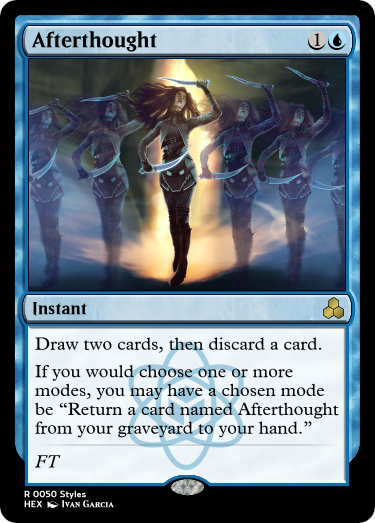 Afterthought 1
Instant
Draw two cards, then discard a card.
If you would choose one or more
modes, you may have a chosen mode
be “Return a card named Afterthought
from your graveyard to your hand.”
FT
R 0050 Styles
HEX Ivan Garcia